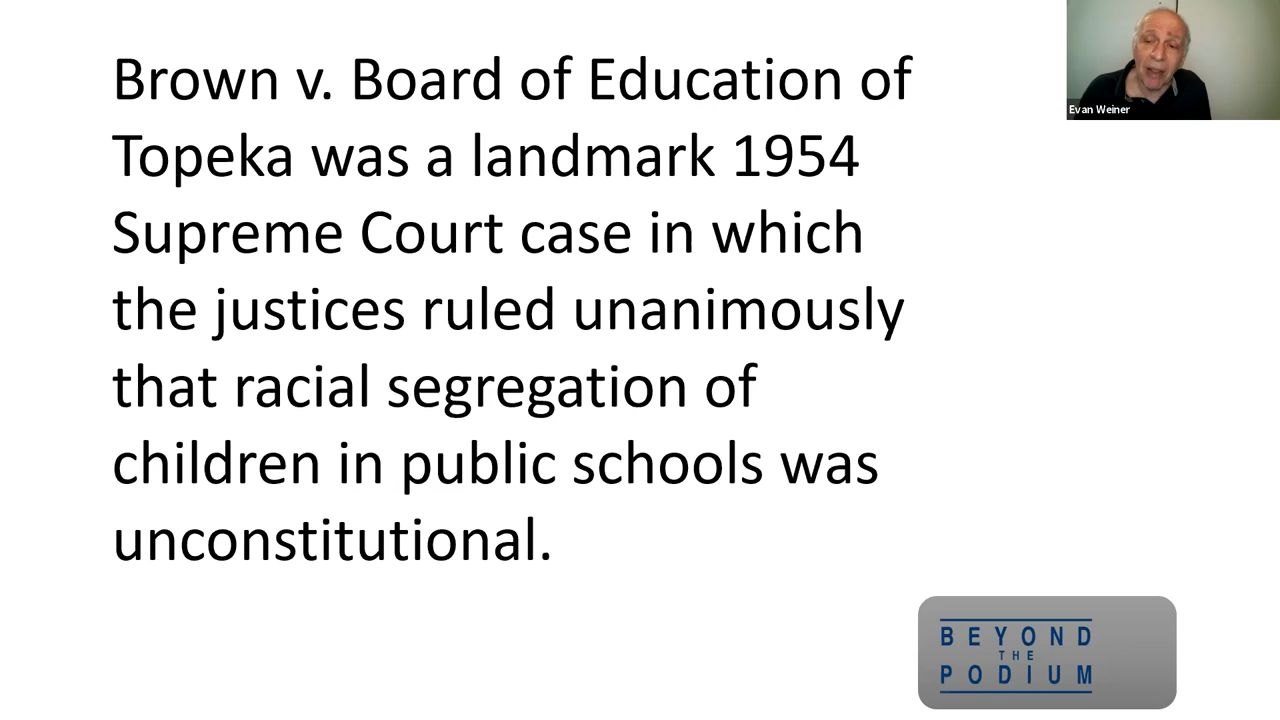 Brown v. Board of Education of
Topeka was a landmark 1954
Supreme Court case in which
the justices ruled unanimously
that racial segregation of
children in public schools was
unconstitutional.
Evan Weiner
BEYOND
THE
PODIUM